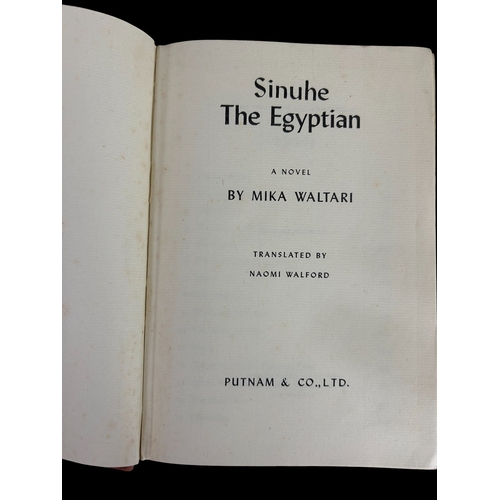 Sinuhe
The Egyptian
A NOVEL
BY MIKA WALTARI
TRANSLATED BY
NAOMI WALFORD
PUTNAM & CO., LTD.